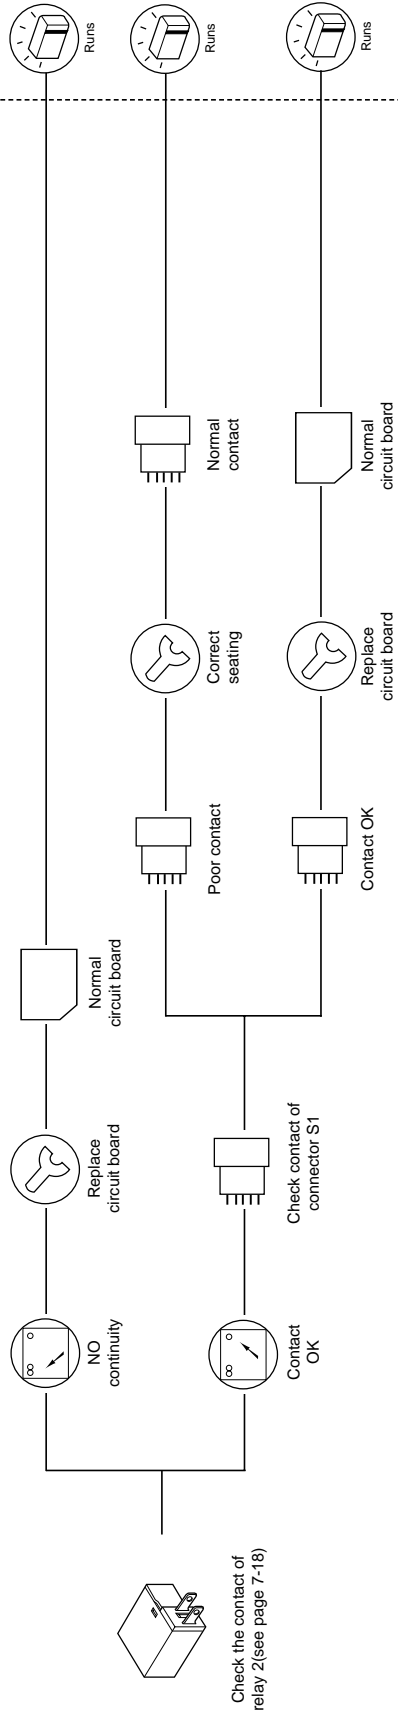 Check the contact of
relay 2(see page 7-18)
NO
continuity
Replace
circuit board
Normal
circuit board
Runs
Contact
OK
Check contact of
connector S1
Poor contact
Correct
seating
Normal
contact
Runs
Contact OK
Replace
circuit board
Normal
circuit board
Runs